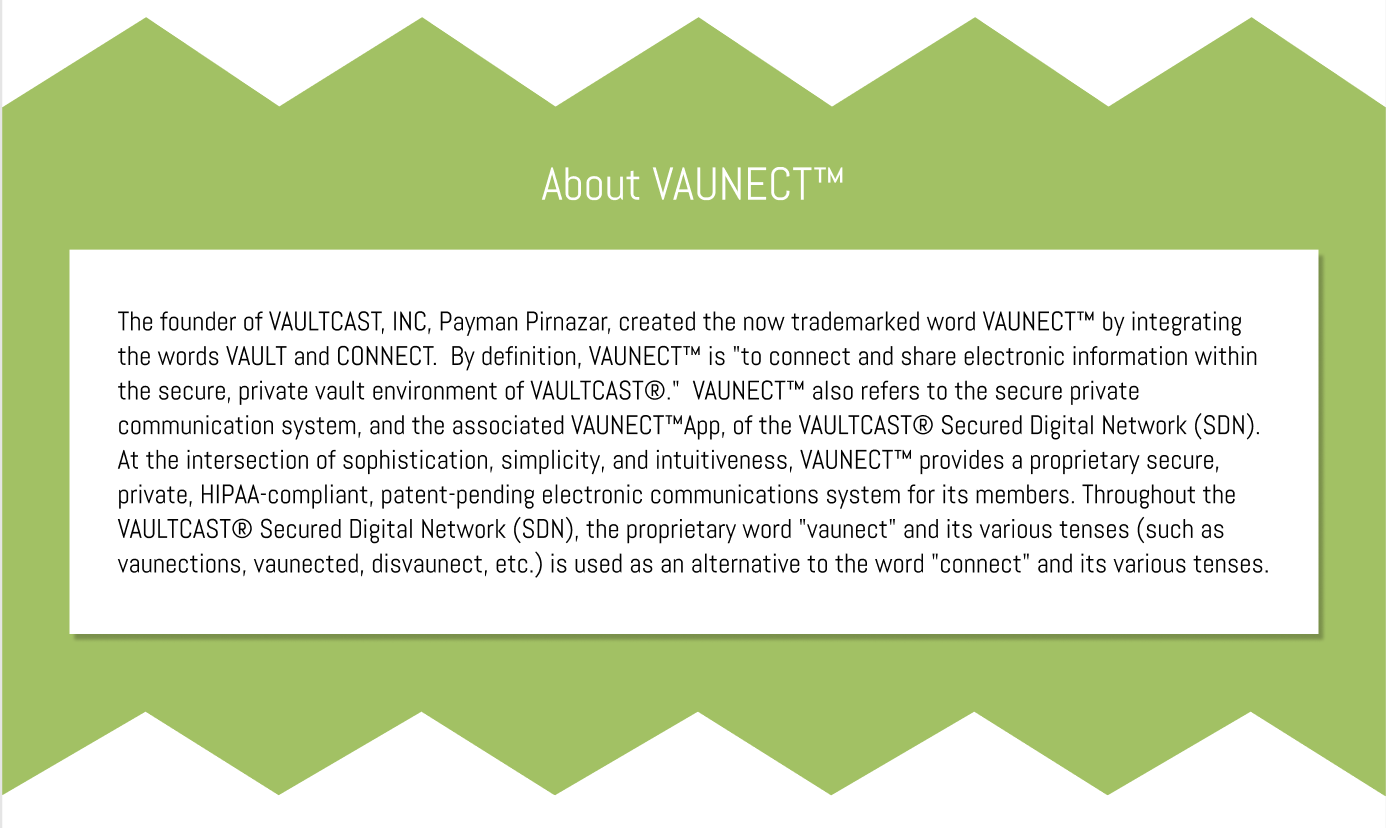 About VAUNECT™
The founder of VAULTCAST, INC, Payman Pirnazar, created the now trademarked word VAUNECT™ by integrating
the words VAULT and CONNECT.  By definition, VAUNECT™ is "to connect and share electronic information within
the secure, private vault environment of VAULTCAST®."  VAUNECT™ also refers to the secure private
communication system, and the associated VAUNECT™App, of the VAULTCAST® Secured Digital Network (SDN).
At the intersection of sophistication, simplicity, and intuitiveness, VAUNECT™ provides a proprietary secure,
private, HIPAA-compliant, patent-pending electronic communications system for its members. Throughout the
VAULTCAST® Secured Digital Network (SDN), the proprietary word "vaunect" and its various tenses (such as
vaunections, vaunected, disvaunect, etc.) is used as an alternative to the word "connect" and its various tenses.